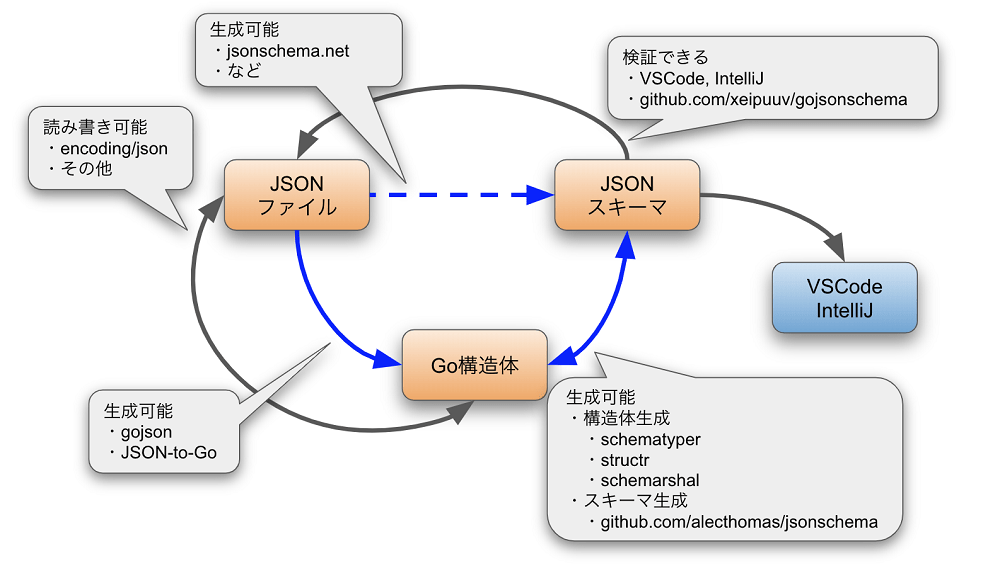 生成可能
・jsonschema.net
・など
検証できる
・VSCode, IntelliJ
・github.com/xeipuuv/gojsonschema
読み書き可能
・encoding/json
・その他
JSON
ファイル
JSON
スキーマ
VSCode
IntelliJ
Go構造体
生成可能
・gojson
・JSON-to-Go
生成可能
・構造体生成
・schematyper
・structr
・schemarshal
・スキーマ生成
・github.com/alecthomas/jsonschema